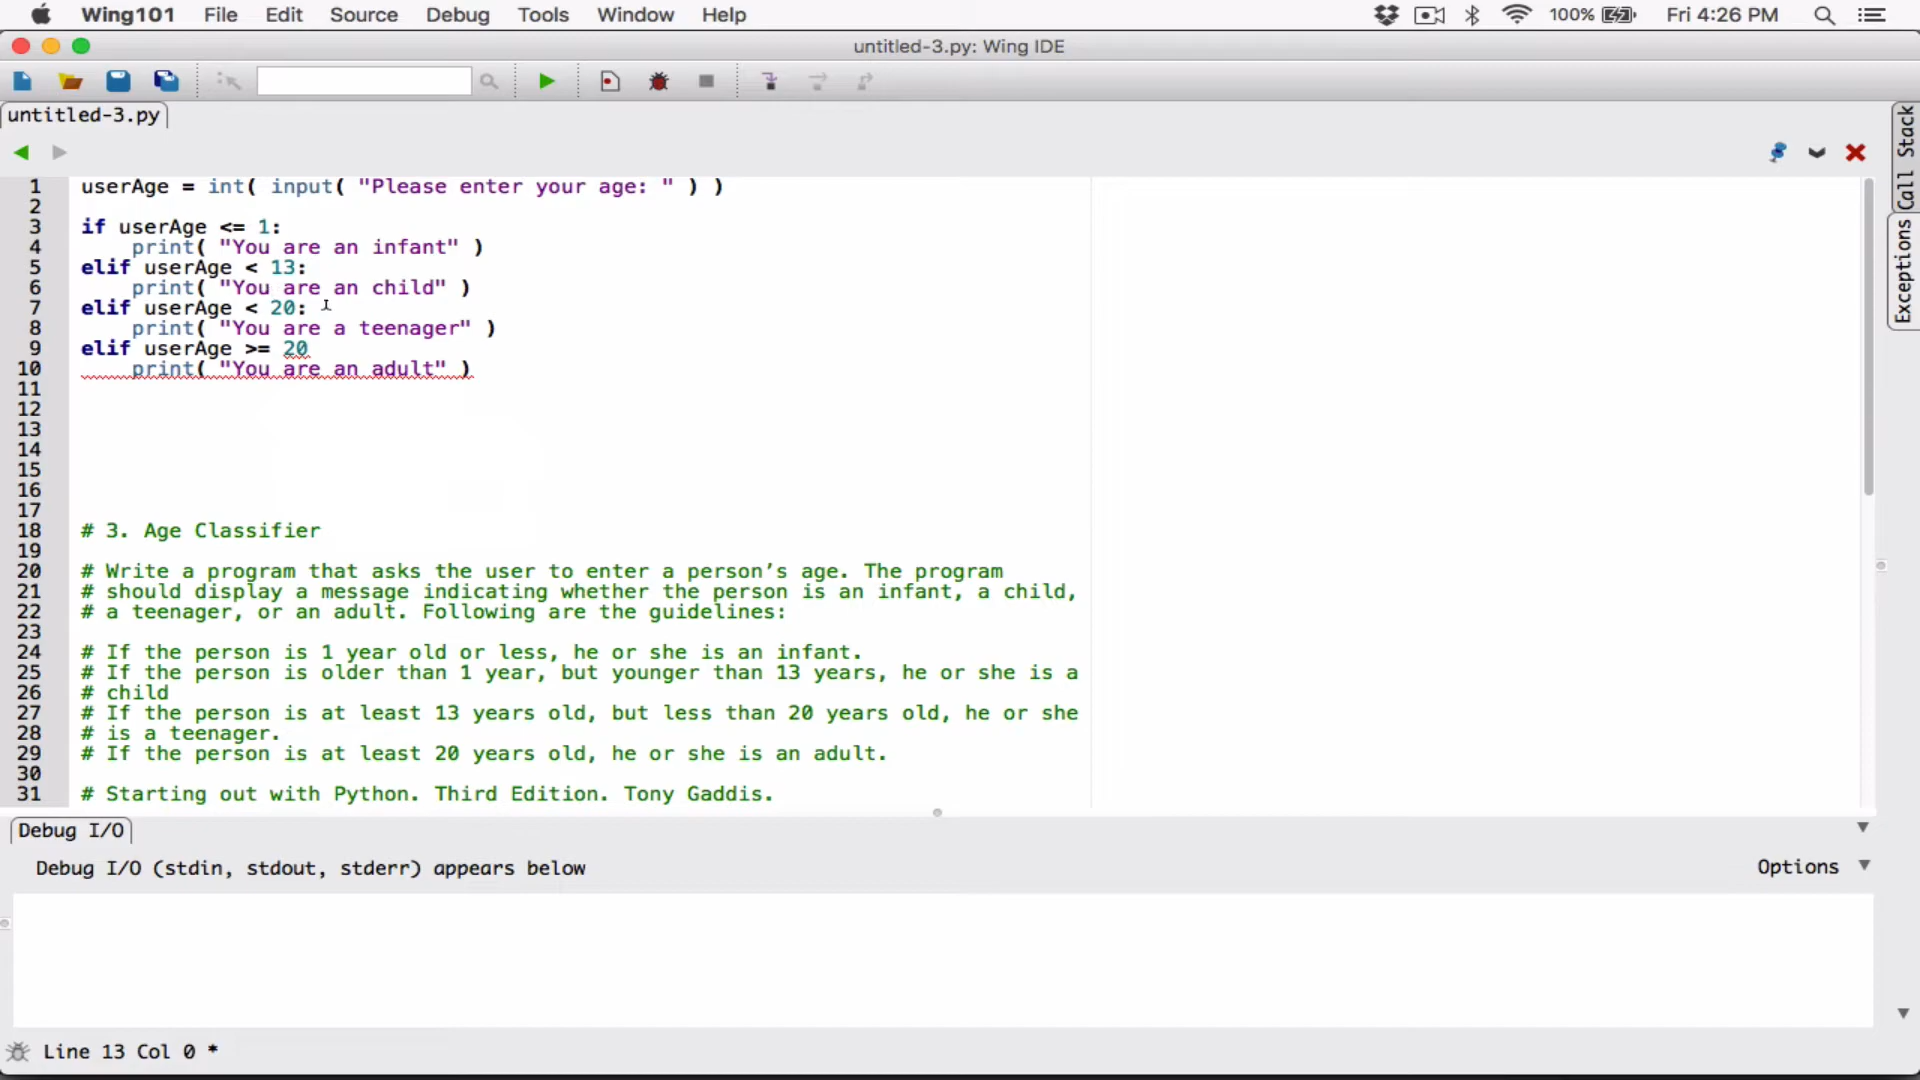 Wing101 File Edit Source Debug Tools Window Help 100% Fri 4:26 PM
untitled-3.py: Wing IDE
untitled-3.py
Call Stack
Exceptions
1 userAge = int( input( "Please enter your age: " ) )
2
3 if userAge <= 1:
4     print( "You are an infant" )
5 elif userAge < 13:
6     print( "You are an child" )
7 elif userAge < 20:
8     print( "You are a teenager" )
9 elif userAge >= 20
10     print( "You are an adult" )
11
12
13
14
15
16
17
18 # 3. Age Classifier
19
20 # Write a program that asks the user to enter a person’s age. The program
21 # should display a message indicating whether the person is an infant, a child,
22 # a teenager, or an adult. Following are the guidelines:
23
24 # If the person is 1 year old or less, he or she is an infant.
25 # If the person is older than 1 year, but younger than 13 years, he or she is a
26 # child
27 # If the person is at least 13 years old, but less than 20 years old, he or she
28 # is a teenager.
29 # If the person is at least 20 years old, he or she is an adult.
30
31 # Starting out with Python. Third Edition. Tony Gaddis.
Debug I/O
Debug I/O (stdin, stdout, stderr) appears below
Options
Line 13 Col 0 *